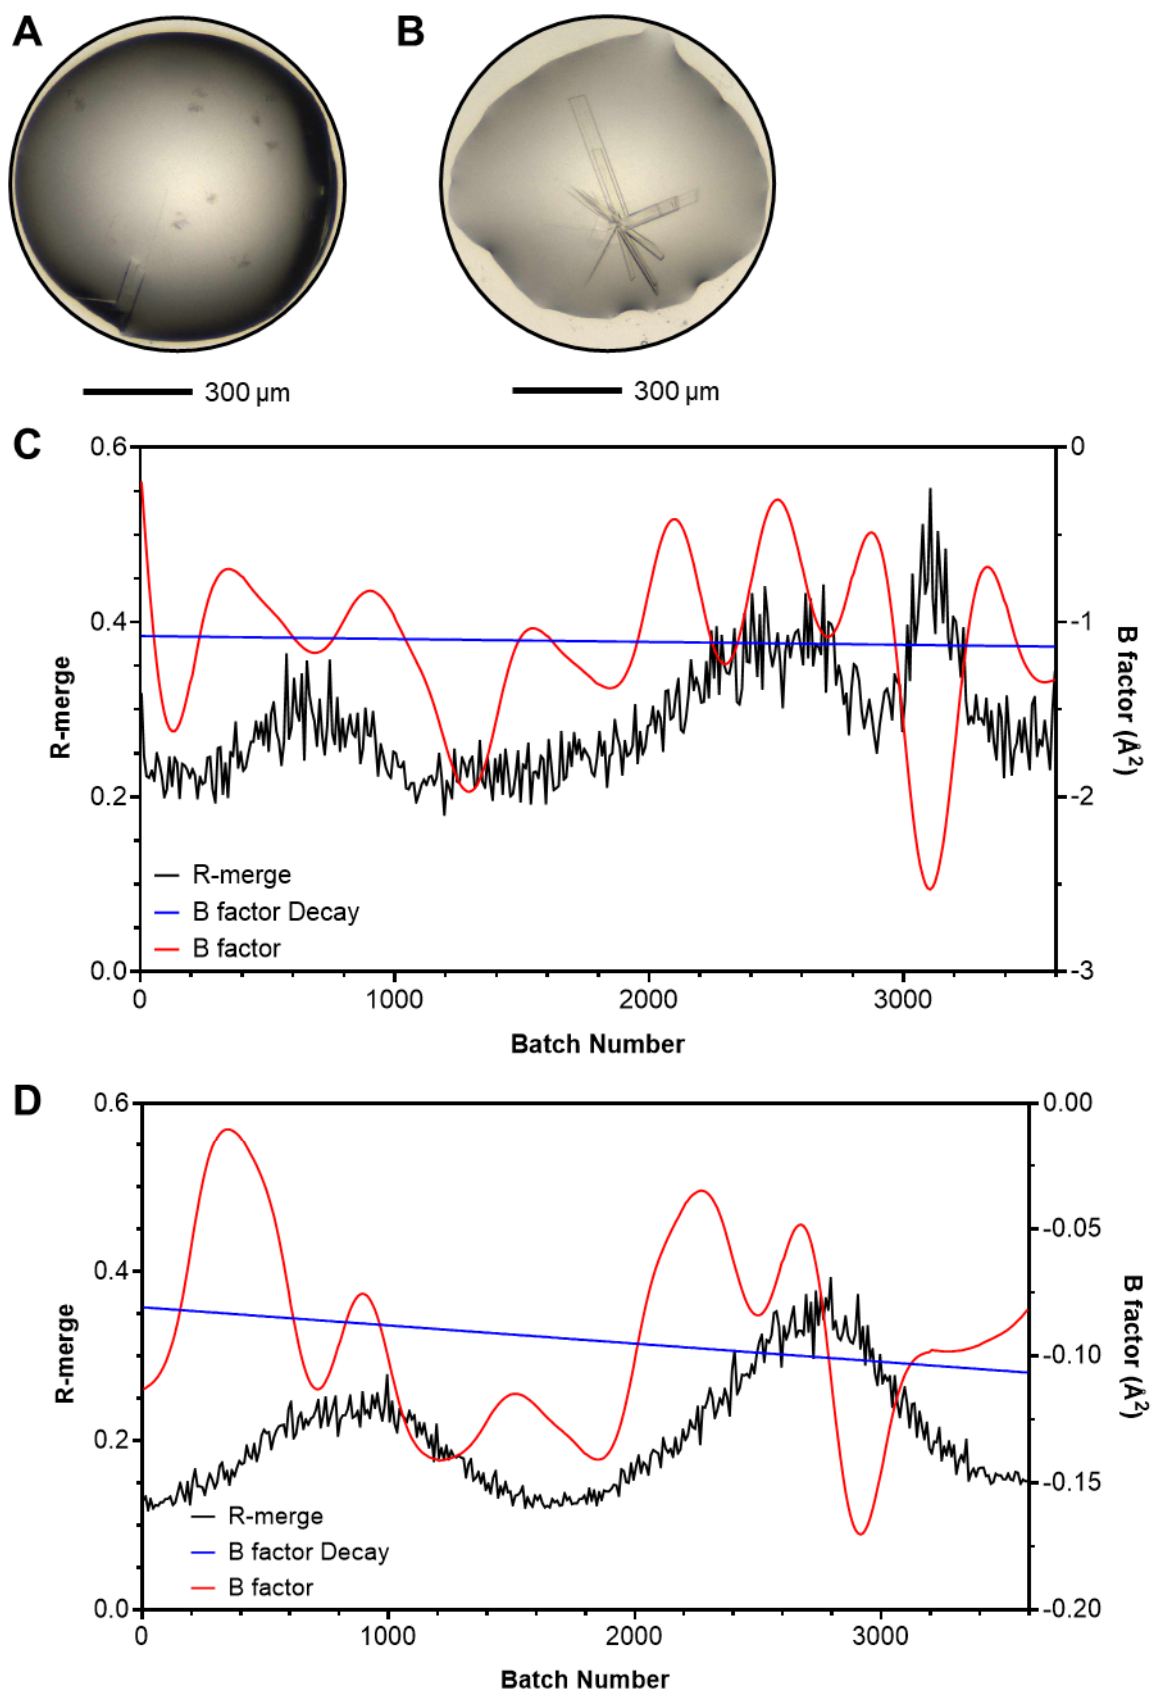 A
B
300 µm
300 µm
C
0.6
0.4
0.2
0.0
R-merge
0
-1
-2
-3
B factor (Å²)
R-merge
B factor Decay
B factor
0
1000
2000
3000
Batch Number
D
0.6
0.4
0.2
0.0
R-merge
0.00
-0.05
-0.10
-0.15
-0.20
B factor (Å²)
R-merge
B factor Decay
B factor
0
1000
2000
3000
Batch Number